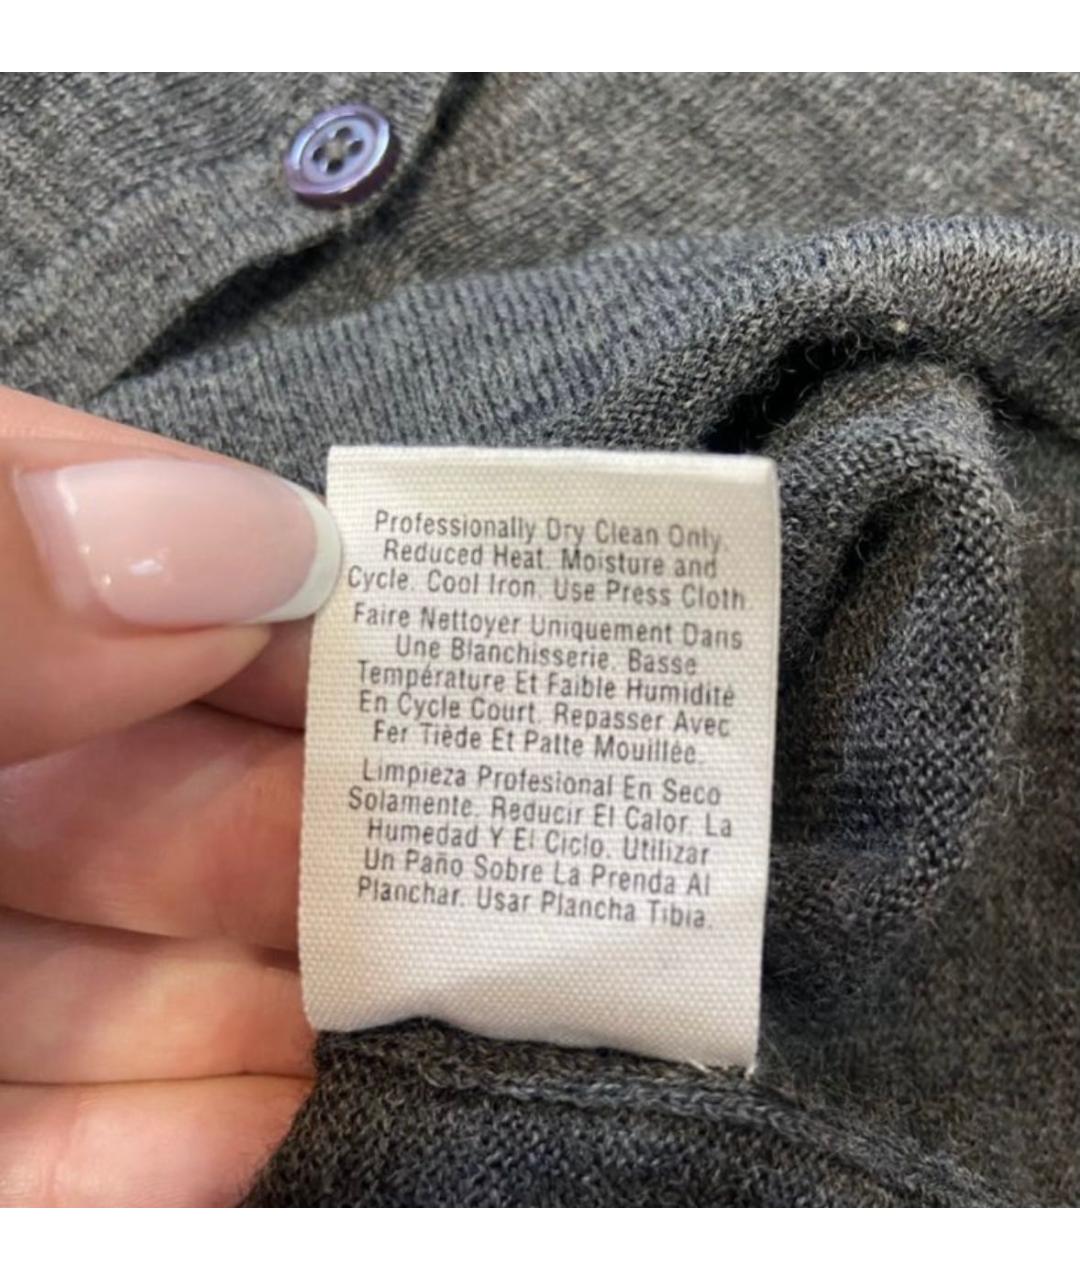 Professionally Dry Clean Only
Reduced Heat. Moisture and
Cycle. Cool Iron. Use Press Cloth
Faire Nettoyer Uniquement Dans
Une Blanchisserie. Basse
Température Et Faible Humidité
En Cycle Court. Repasser Avec
Fer Tiède Et Patte Mouillée.
Limpieza Profesional En Seco
Solamente. Reducir El Calor, La
Humedad Y El Ciclo. Utilizar
Un Paño Sobre La Prenda Al
Planchar. Usar Plancha Tibia.